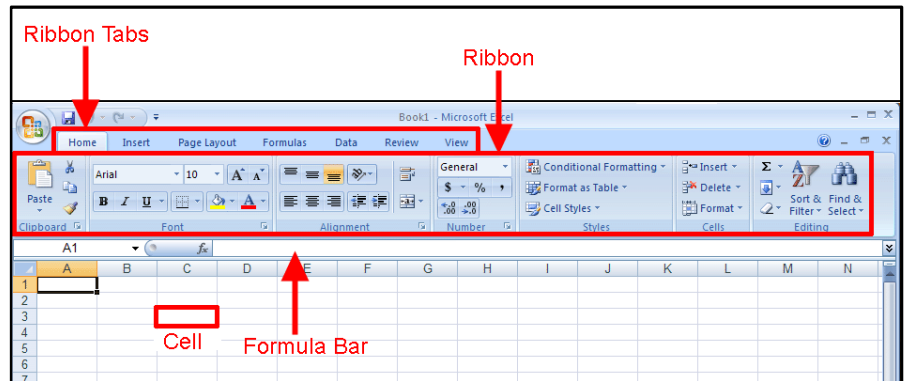 Ribbon Tabs
Ribbon
Book1 - Microsoft Excel
Home Insert Page Layout Formulas Data Review View
Arial 10 A A General Conditional Formatting Insert Σ
Paste B I U A $ % , Format as Table Delete Sort & Filter Find & Select
.00 .00 Cell Styles Format
Clipboard Font Alignment Number Styles Cells Editing
A1 fx
A B C D E F G H I J K L M N
1
2
3
4
5
6
7
Cell
Formula Bar